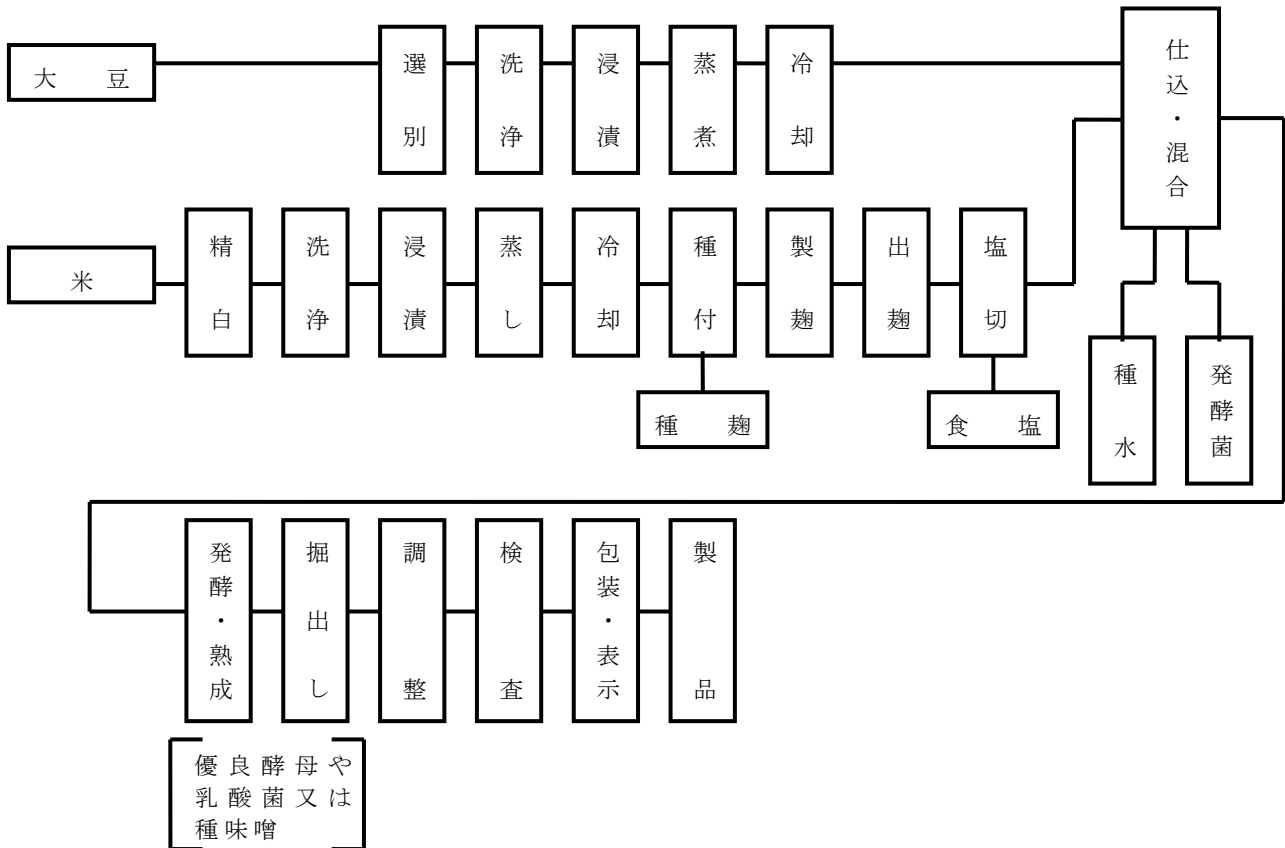 大豆
選別
洗浄
浸漬
蒸煮
冷却
仕込・混合
米
精白
洗浄
浸漬
蒸し
冷却
種付
製麹
出麹
塩切
種麹
食塩
種水
発酵菌
発酵・熟成
掘出し
調整
検査
包装・表示
製品
優良酵母や
乳酸菌又は
種味噌